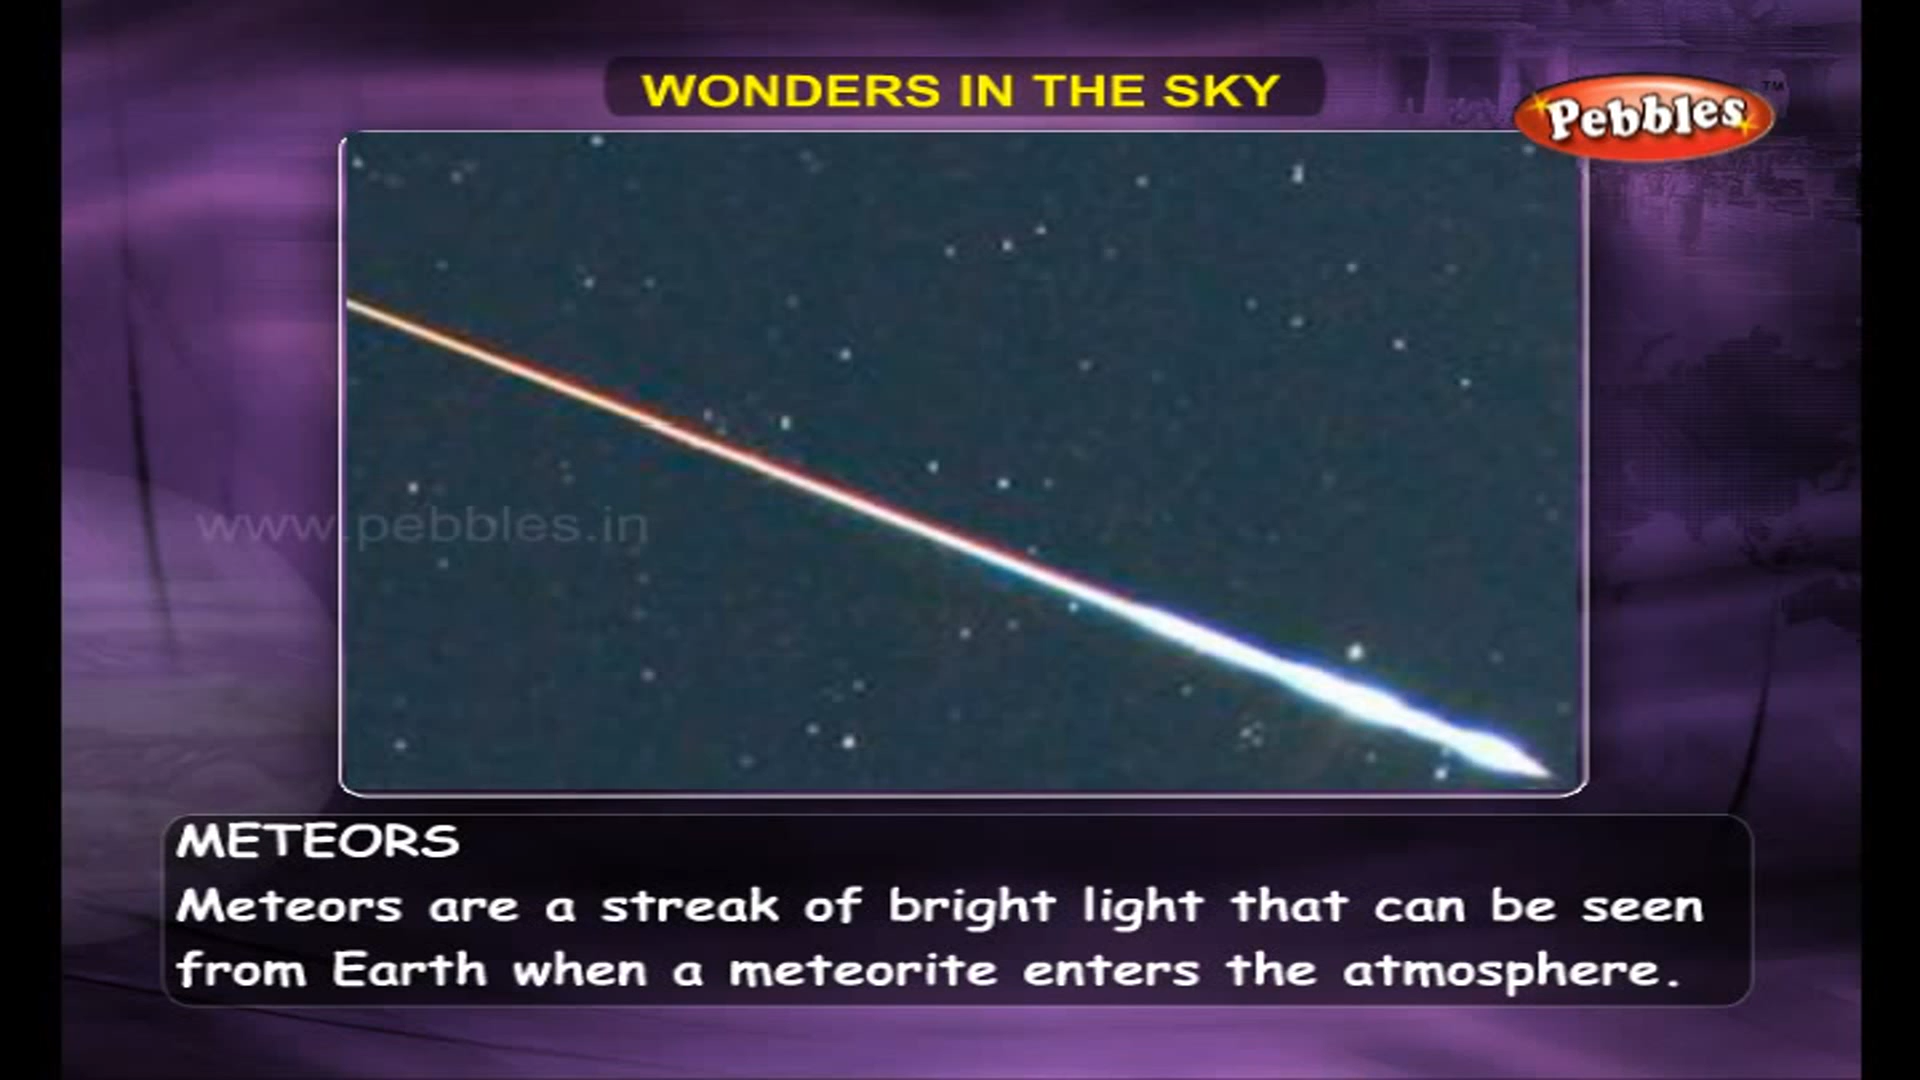 WONDERS IN THE SKY
Pebbles™
www.pebbles.in
METEORS
Meteors are a streak of bright light that can be seen
from Earth when a meteorite enters the atmosphere.